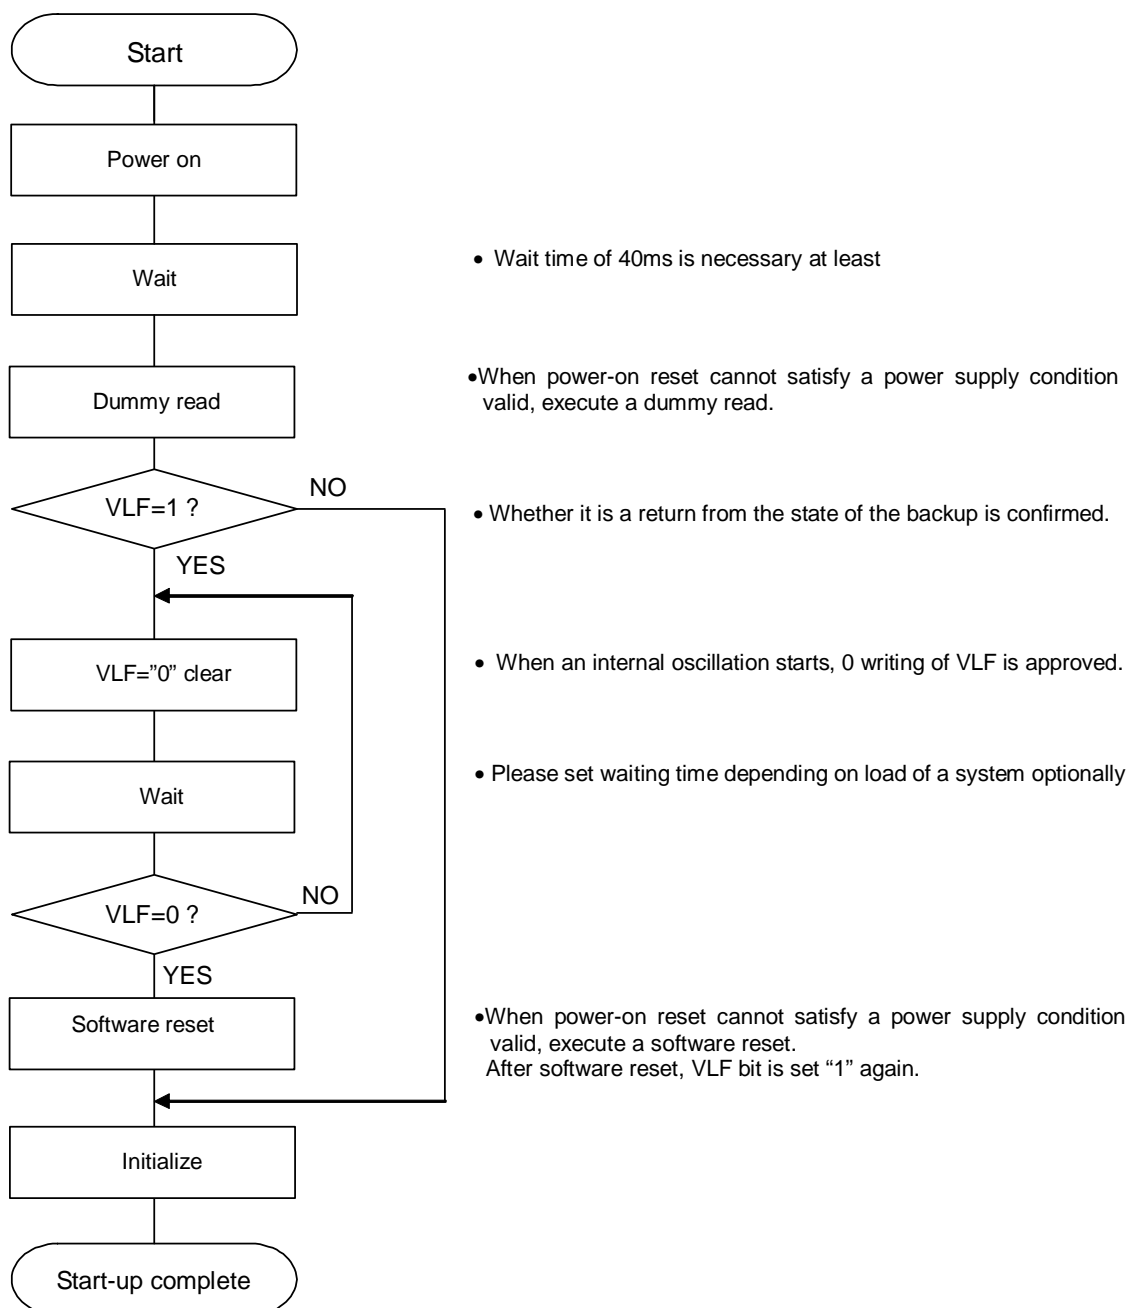 Start
Power on
Wait
• Wait time of 40ms is necessary at least
Dummy read
•When power-on reset cannot satisfy a power supply condition
valid, execute a dummy read.
VLF=1 ?
NO
• Whether it is a return from the state of the backup is confirmed.
YES
VLF=”0” clear
• When an internal oscillation starts, 0 writing of VLF is approved.
Wait
• Please set waiting time depending on load of a system optionally
VLF=0 ?
NO
YES
Software reset
•When power-on reset cannot satisfy a power supply condition
valid, execute a software reset.
After software reset, VLF bit is set “1” again.
Initialize
Start-up complete